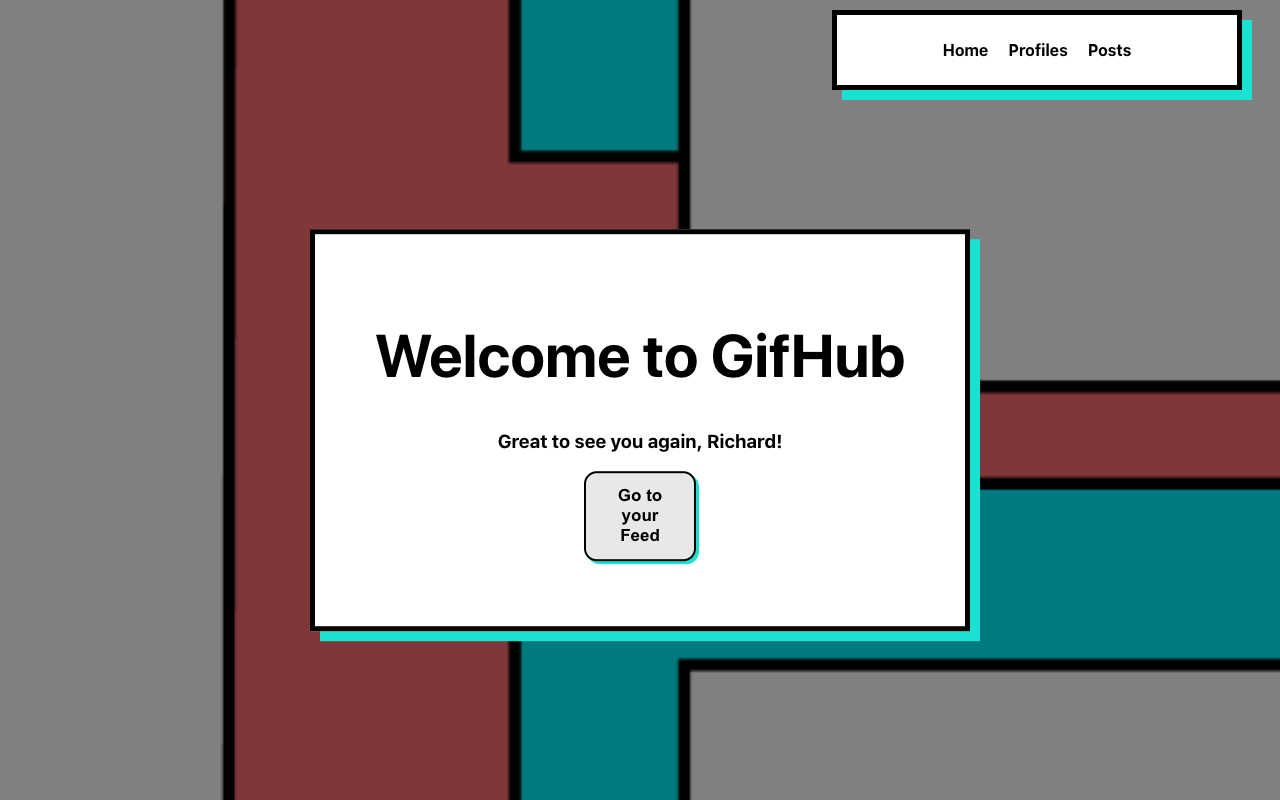 Home Profiles Posts
Welcome to GifHub
Great to see you again, Richard!
Go to
your
Feed